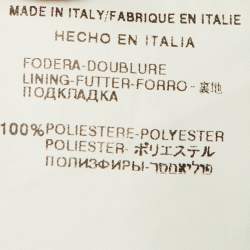 MADE IN ITALY/FABRIQUE EN ITALIE
HECHO EN ITALIA
FODERA-DOUBLURE
LINING-FUTTER-FORRO-裏地
ПОДКЛАДКА
100%POLIESTERE-POLYESTER
POLIESTER-ポリエステル
ПОЛИЭФИРЫ-פוליאסטר